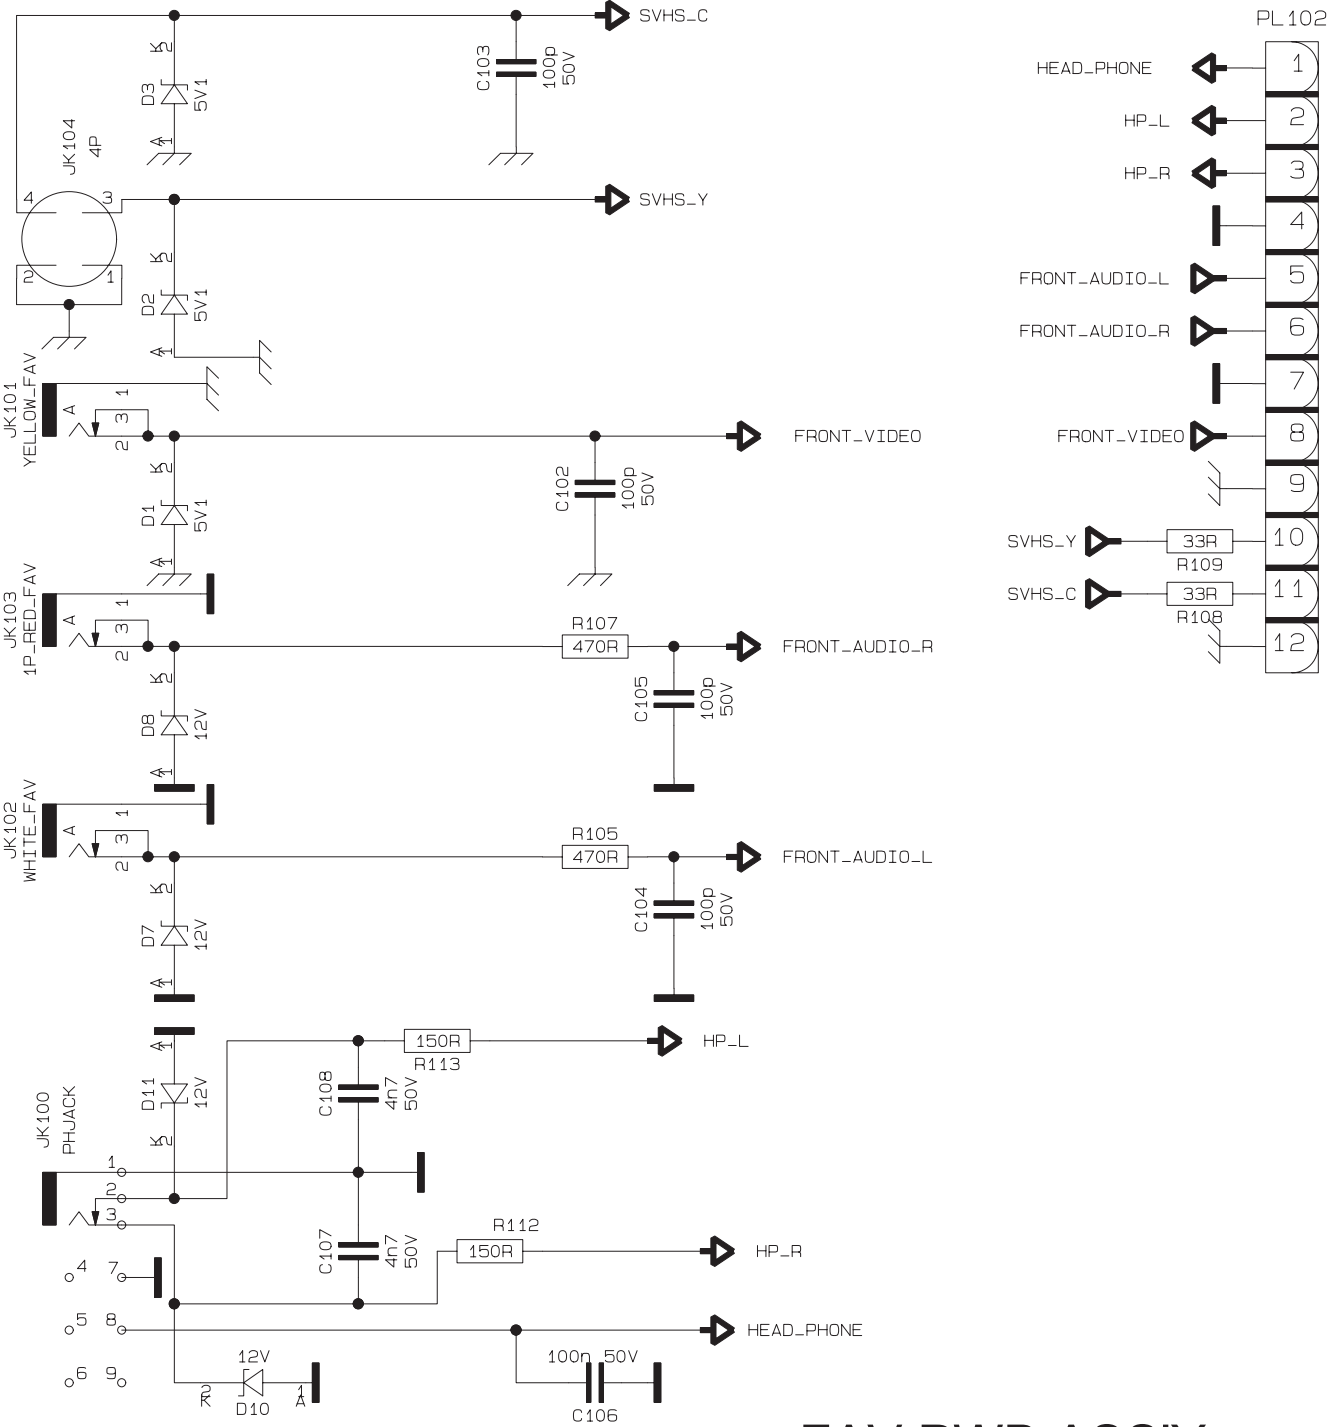 SVHS_C
K
2
D3
5V1
A
1
C103
100p
50V
JK104
4P
4
3
2
1
SVHS_Y
K
2
D2
5V1
A
1
JK101
YELLOW_FAV
A
1
3
2
FRONT_VIDEO
K
2
D1
5V1
A
1
C102
100p
50V
JK103
1P_RED_FAV
A
1
3
2
R107
470R
FRONT_AUDIO_R
K
2
D8
12V
A
1
C105
100p
50V
JK102
WHITE_FAV
A
1
3
2
R105
470R
FRONT_AUDIO_L
K
2
D7
12V
A
1
C104
100p
50V
A
1
D11
12V
K
2
150R
R113
HP_L
C108
4n7
50V
JK100
PHJACK
1
2
3
4 7
5 8
6 9
C107
4n7
50V
R112
150R
HP_R
HEAD_PHONE
12V
2
K
D10
1
A
100n 50V
C106
PL102
HEAD_PHONE 1
HP_L 2
HP_R 3
4
FRONT_AUDIO_L 5
FRONT_AUDIO_R 6
7
FRONT_VIDEO 8
9
SVHS_Y 33R 10
R109
SVHS_C 33R 11
R108
12